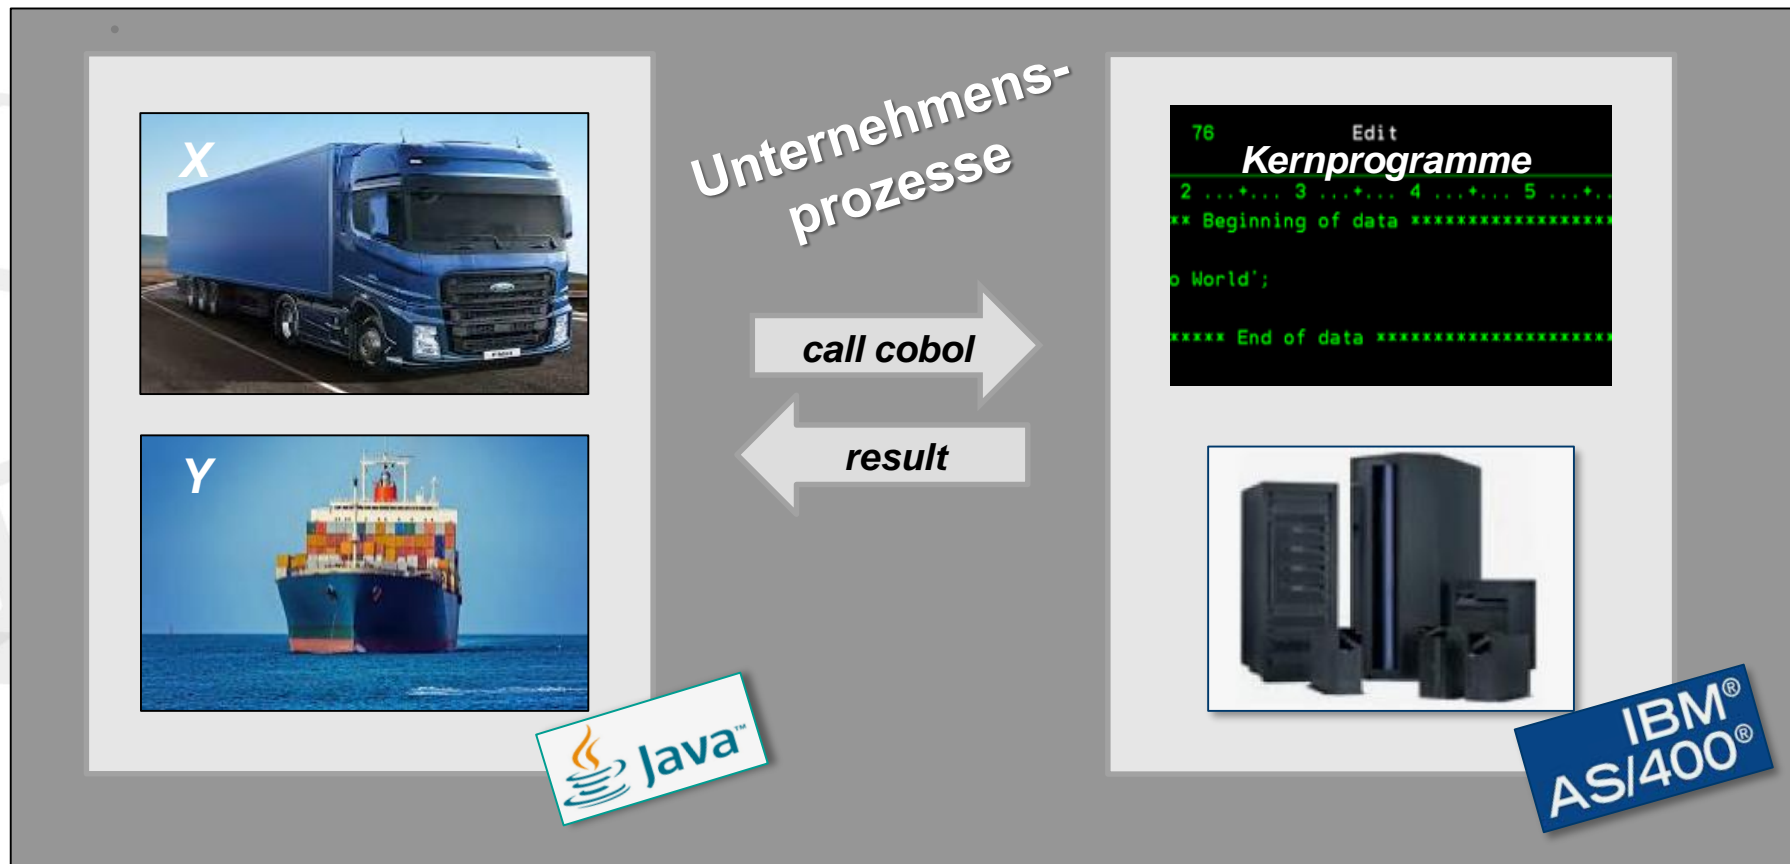 X
Y
Java™
Unternehmens-
prozesse
call cobol
result
76 Edit
Kernprogramme
2 ...+... 3 ...+... 4 ...+... 5 ...+..
** Beginning of data ******************
o World';
***** End of data *********************
IBM®
AS/400®